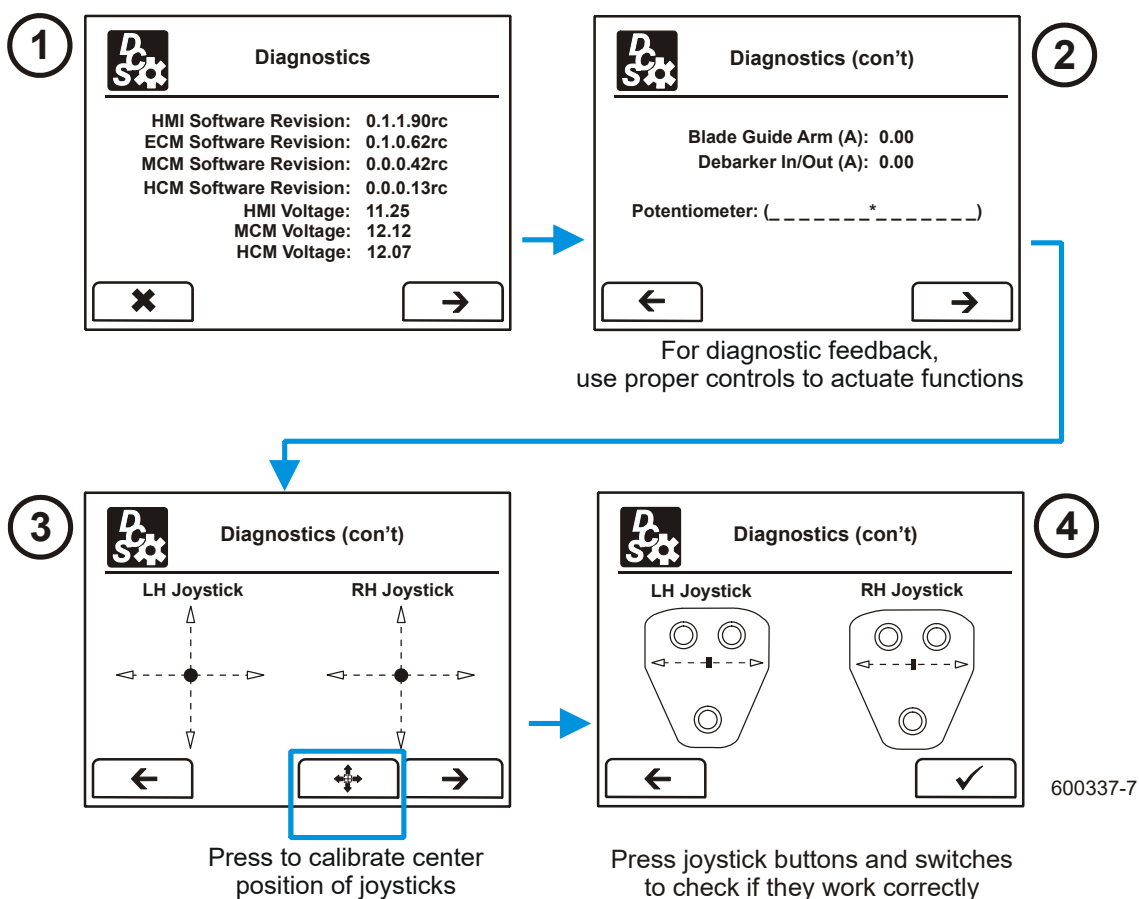 1
DCS
Diagnostics
HMI Software Revision: 0.1.1.90rc
ECM Software Revision: 0.1.0.62rc
MCM Software Revision: 0.0.0.42rc
HCM Software Revision: 0.0.0.13rc
HMI Voltage: 11.25
MCM Voltage: 12.12
HCM Voltage: 12.07
2
DCS
Diagnostics (con't)
Blade Guide Arm (A): 0.00
Debarker In/Out (A): 0.00
Potentiometer: (_ _ _ _ _ _ _*_ _ _ _ _ _ _)
For diagnostic feedback,
use proper controls to actuate functions
3
DCS
Diagnostics (con't)
LH Joystick RH Joystick
Press to calibrate center
position of joysticks
4
DCS
Diagnostics (con't)
LH Joystick RH Joystick
Press joystick buttons and switches
to check if they work correctly
600337-7